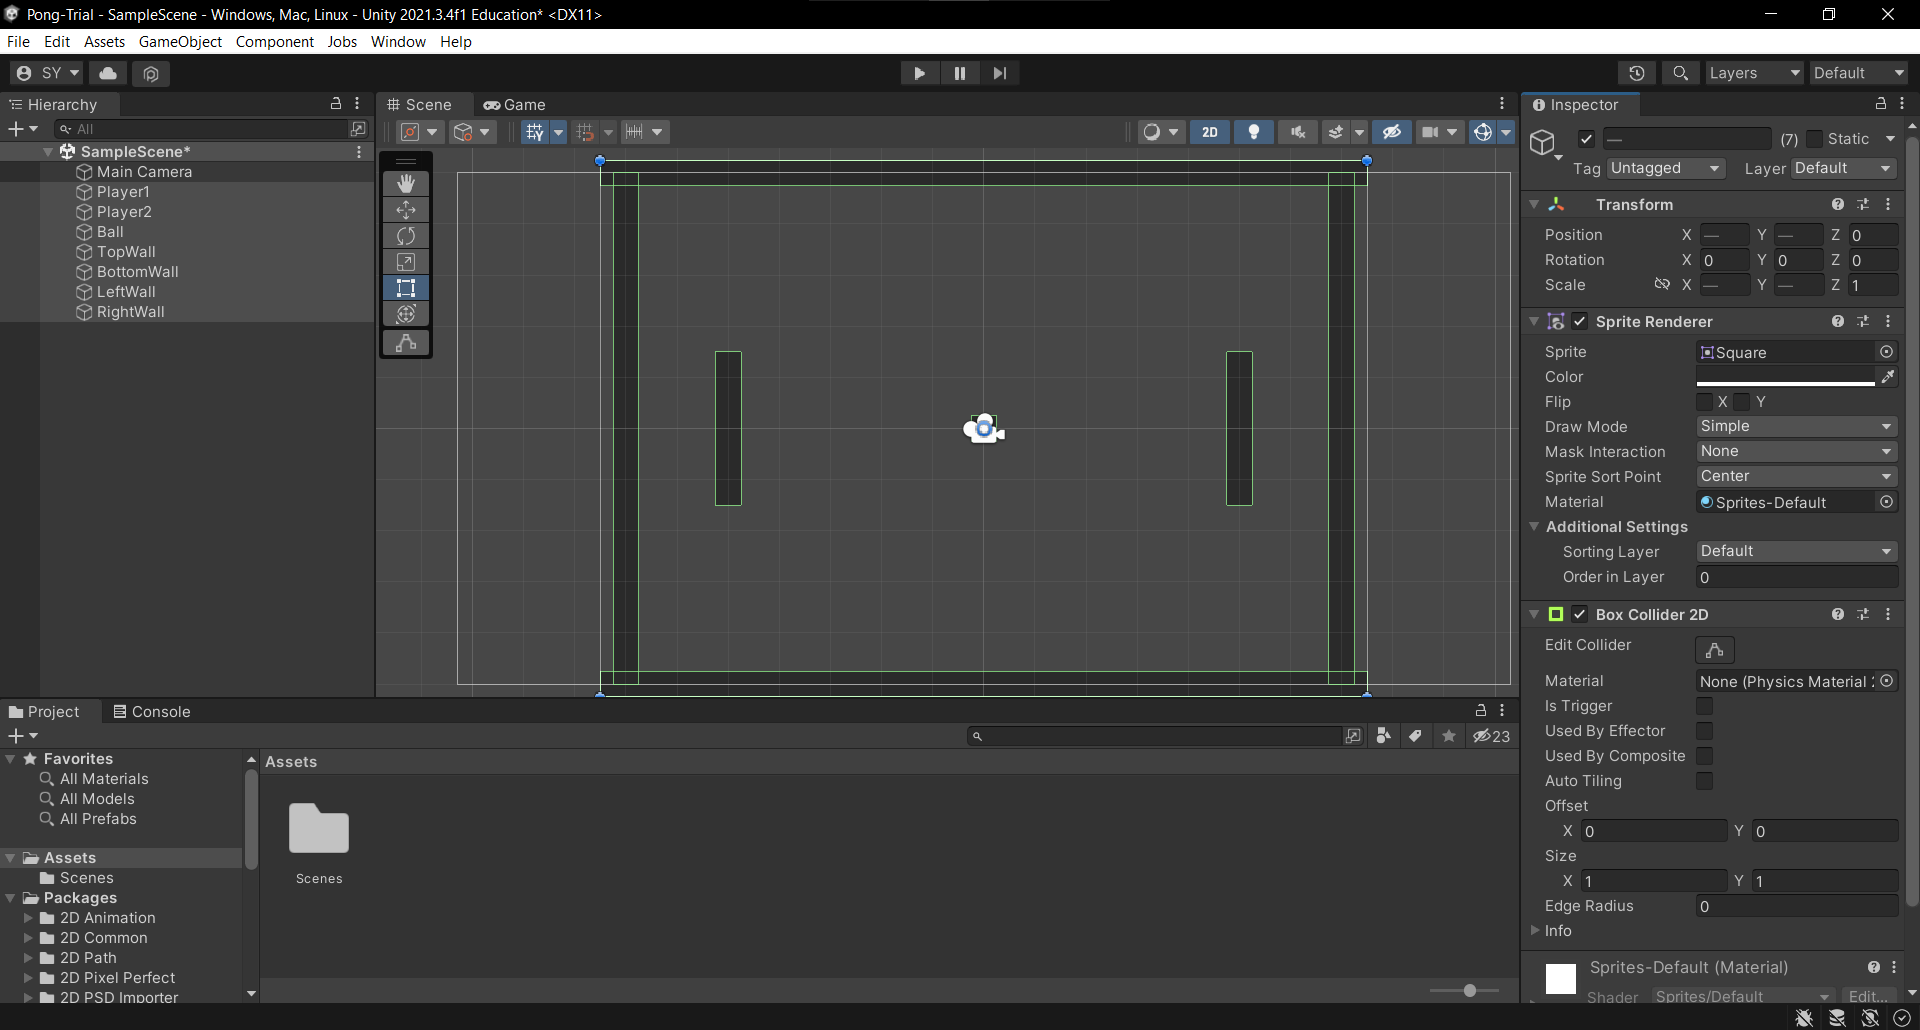 Pong-Trial - SampleScene - Windows, Mac, Linux - Unity 2021.3.4f1 Education* <DX11>
File Edit Assets GameObject Component Jobs Window Help
SY
Layers
Default
Hierarchy
All
SampleScene*
Main Camera
Player1
Player2
Ball
TopWall
BottomWall
LeftWall
RightWall
Scene
Game
2D
Inspector
— (7) Static
Tag Untagged Layer Default
Transform
Position X — Y — Z 0
Rotation X 0 Y 0 Z 0
Scale X — Y — Z 1
Sprite Renderer
Sprite Square
Color
Flip X Y
Draw Mode Simple
Mask Interaction None
Sprite Sort Point Center
Material Sprites-Default
Additional Settings
Sorting Layer Default
Order in Layer 0
Box Collider 2D
Edit Collider
Material None (Physics Material 2
Is Trigger
Used By Effector
Used By Composite
Auto Tiling
Offset
X 0 Y 0
Size
X 1 Y 1
Edge Radius 0
Info
Sprites-Default (Material)
Shader Sprites/Default Edit...
Project
Console
23
Favorites
All Materials
All Models
All Prefabs
Assets
Scenes
Packages
2D Animation
2D Common
2D Path
2D Pixel Perfect
2D PSD Importer
Assets
Scenes